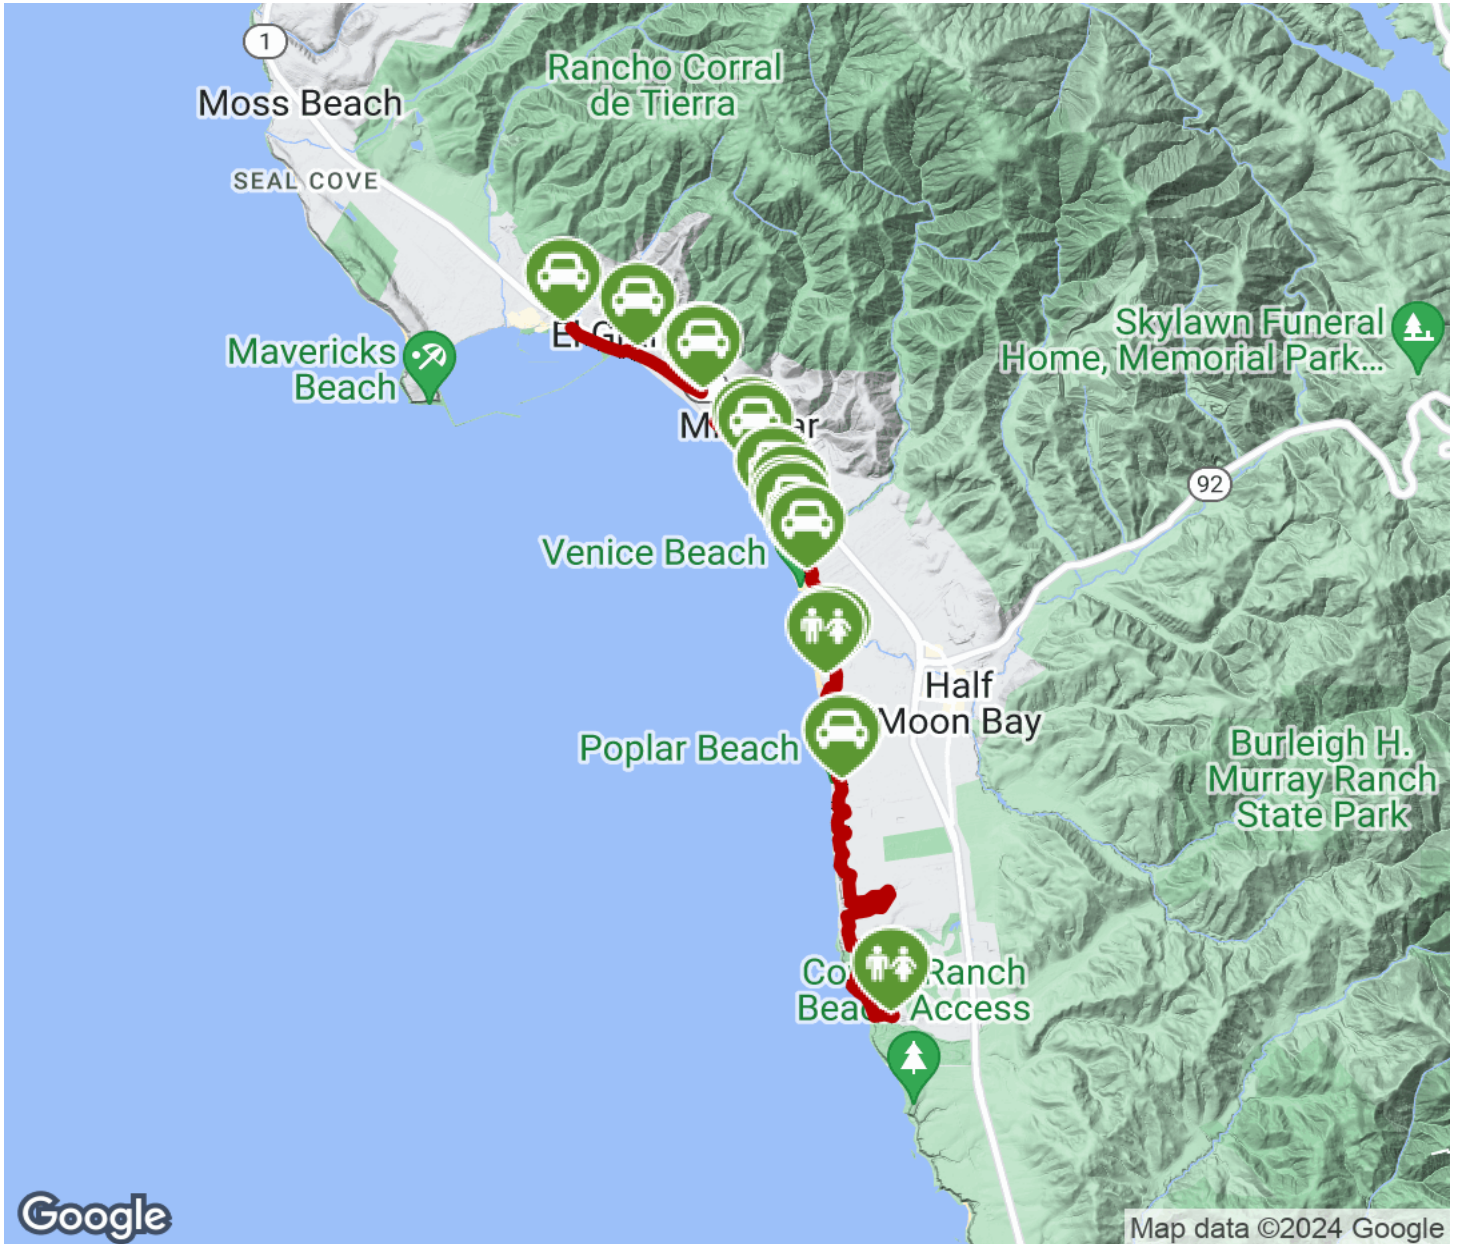 1
Rancho Corral
de Tierra
Moss Beach
SEAL COVE
Skylawn Funeral
Home, Memorial Park...
Mavericks
Beach
92
Venice Beach
Half
Moon Bay
Poplar Beach
Burleigh H.
Murray Ranch
State Park
Ranch
Access
Google
Map data ©2024 Google